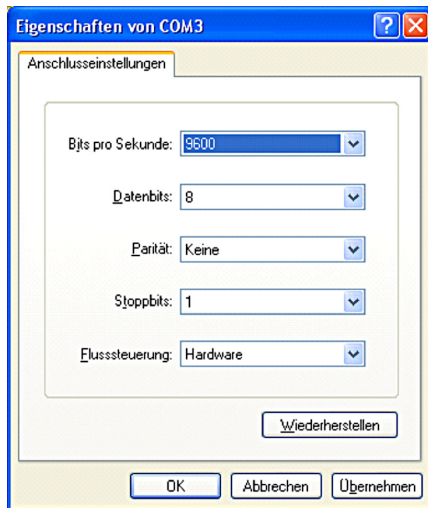 Eigenschaften von COM3
Anschlusseinstellungen
Bits pro Sekunde: 9600
Datenbits: 8
Parität: Keine
Stoppbits: 1
Flusssteuerung: Hardware
Wiederherstellen
OK Abbrechen Übernehmen